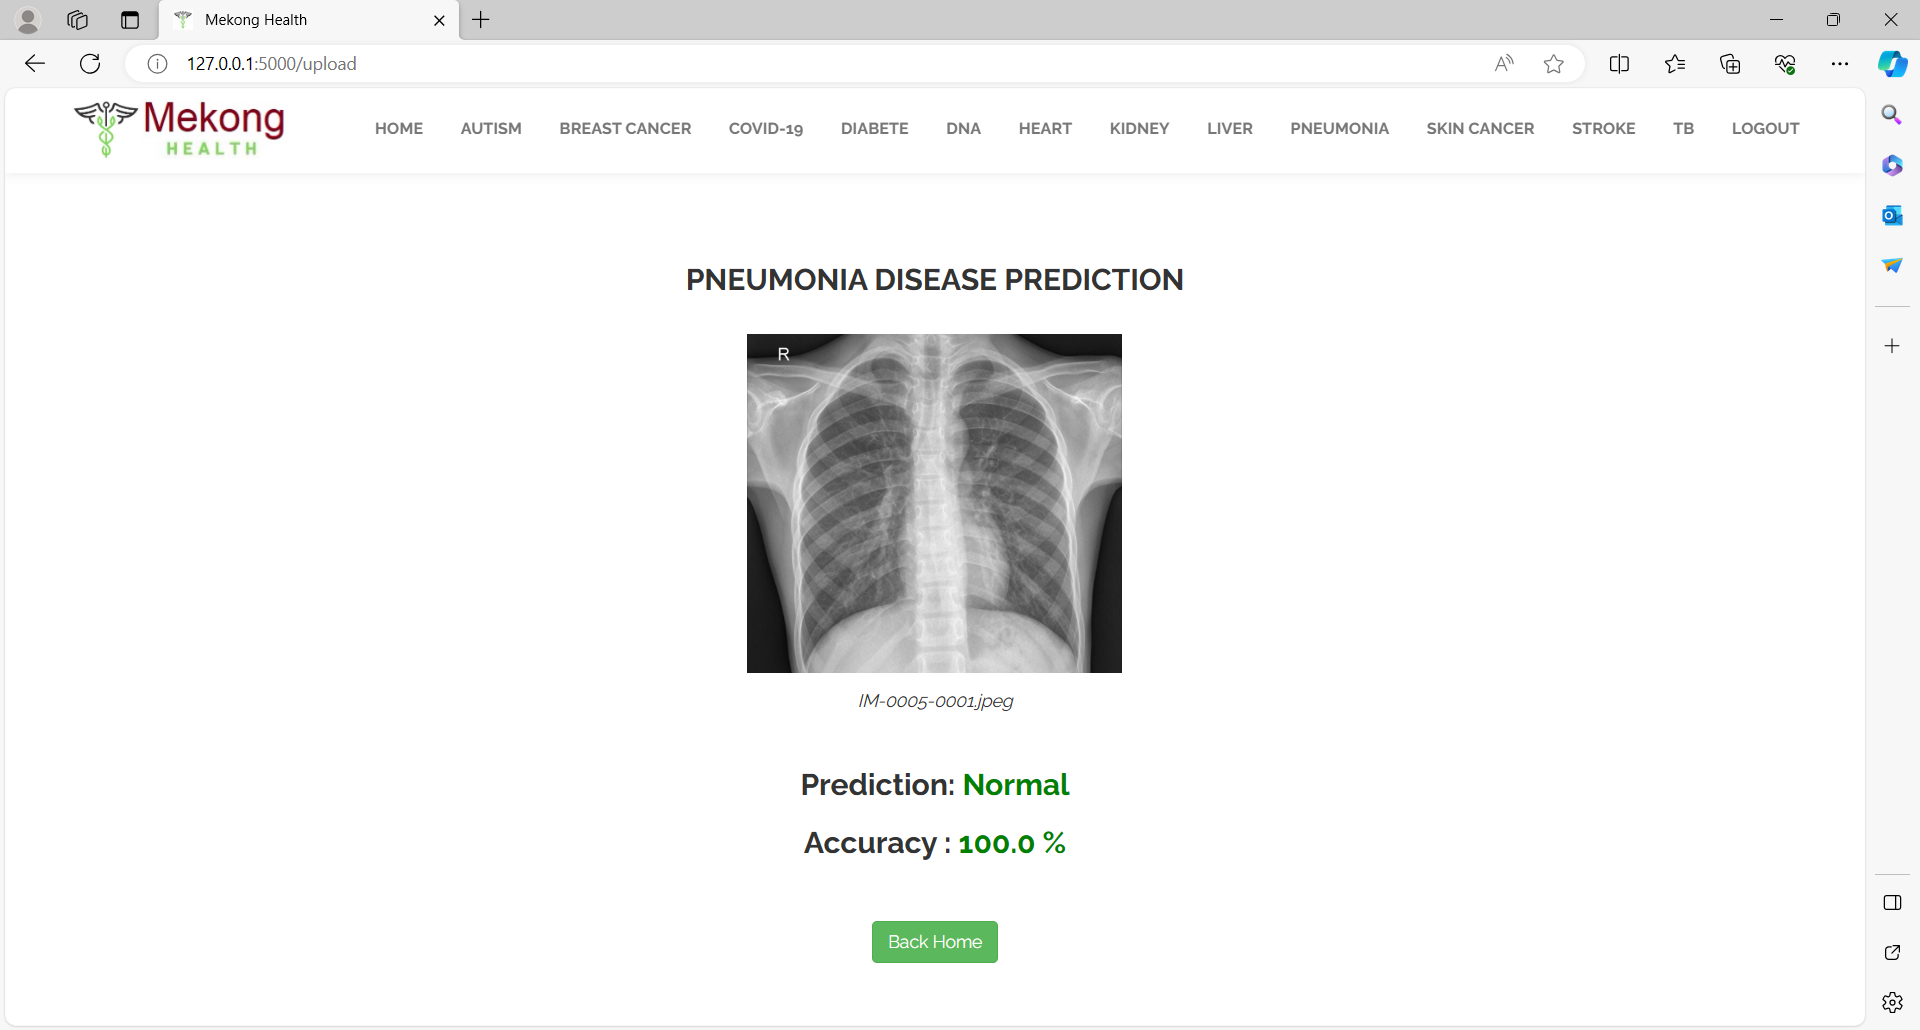 Mekong Health
127.0.0.1:5000/upload
Mekong
HEALTH
HOME AUTISM BREAST CANCER COVID-19 DIABETE DNA HEART KIDNEY LIVER PNEUMONIA SKIN CANCER STROKE TB LOGOUT
PNEUMONIA DISEASE PREDICTION
R
IM-0005-0001.jpeg
Prediction: Normal
Accuracy : 100.0 %
Back Home